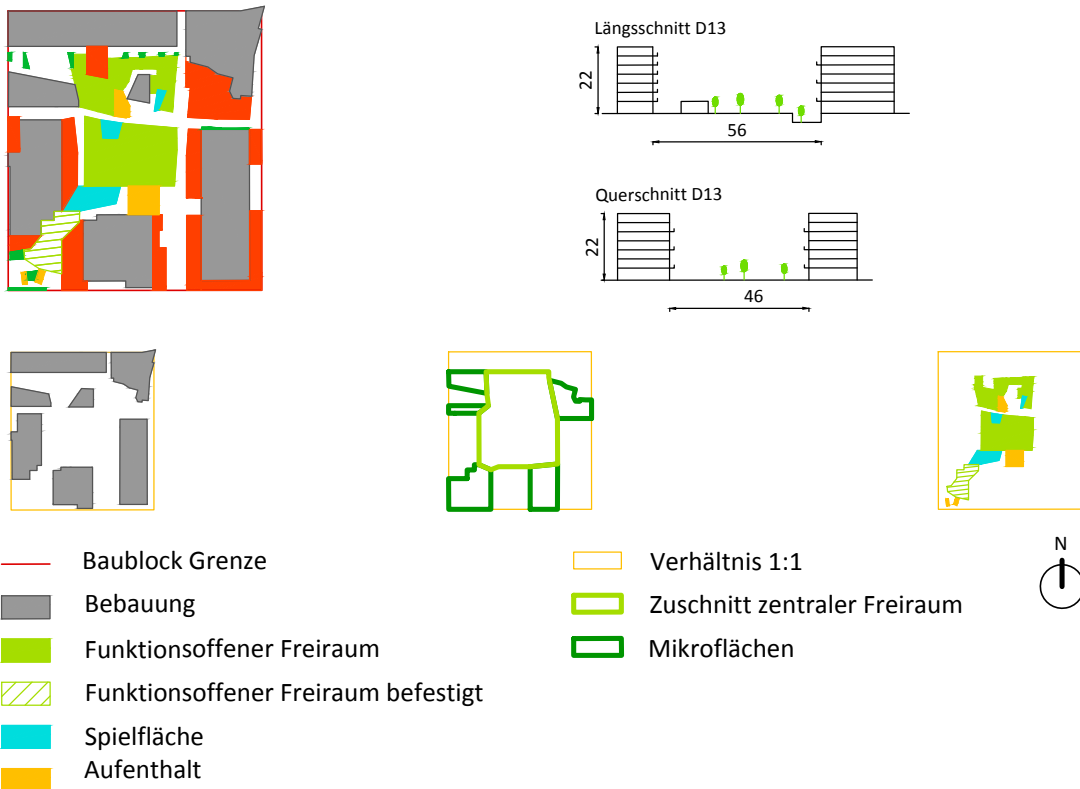 Längsschnitt D13
22
56
Querschnitt D13
22
46
Baublock Grenze
Bebauung
Funktionsoffener Freiraum
Funktionsoffener Freiraum befestigt
Spielfläche
Aufenthalt
Verhältnis 1:1
Zuschnitt zentraler Freiraum
Mikroflächen
N